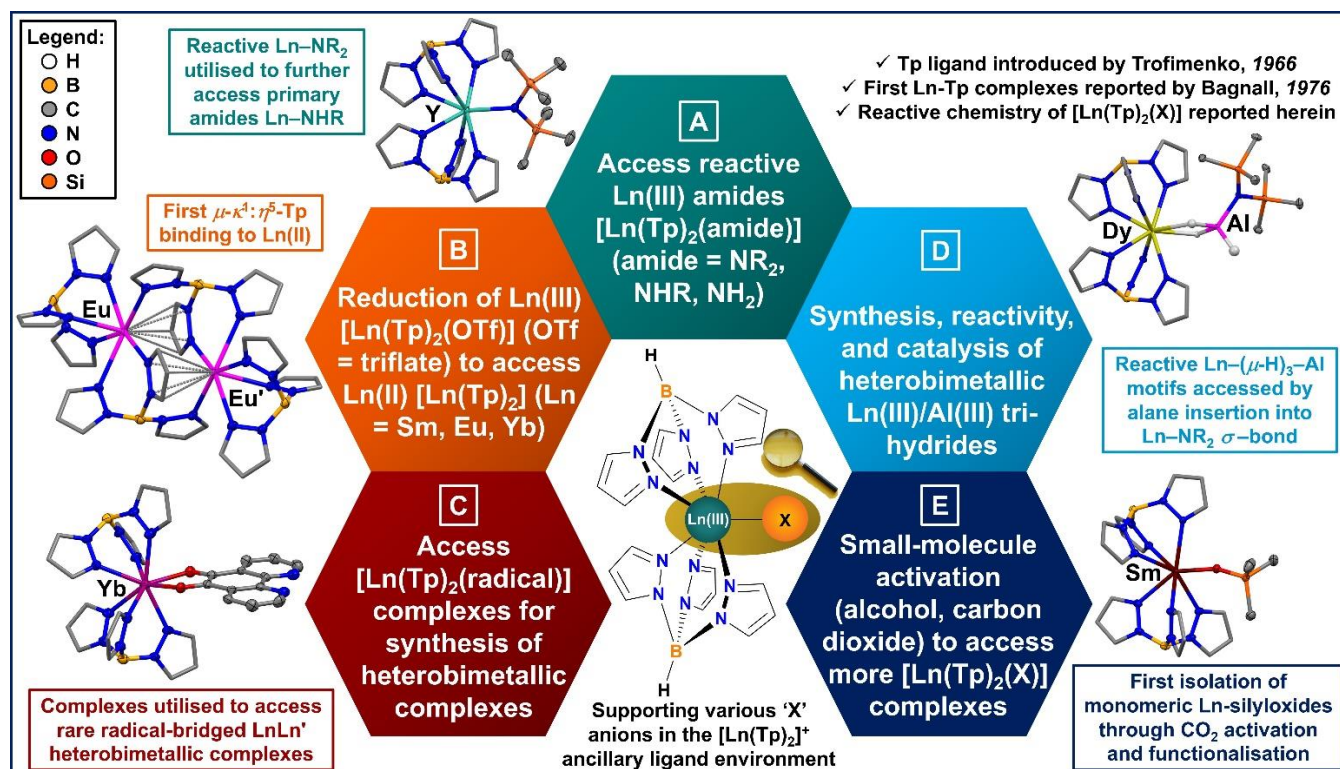 Legend:
H
B
C
N
O
Si
Reactive Ln–NR₂
utilised to further
access primary
amides Ln–NHR
Y
✓ Tp ligand introduced by Trofimenko, 1966
✓ First Ln-Tp complexes reported by Bagnall, 1976
✓ Reactive chemistry of [Ln(Tp)₂(X)] reported herein
A
Access reactive
Ln(III) amides
[Ln(Tp)₂(amide)]
(amide = NR₂,
NHR, NH₂)
First μ-κ¹:η⁵-Tp
binding to Ln(II)
Eu
Eu'
B
Reduction of Ln(III)
[Ln(Tp)₂(OTf)] (OTf
= triflate) to access
Ln(II) [Ln(Tp)₂] (Ln
= Sm, Eu, Yb)
D
Synthesis, reactivity,
and catalysis of
heterobimetallic
Ln(III)/Al(III) tri-
hydrides
Dy
Al
Reactive Ln–(μ-H)₃–Al
motifs accessed by
alane insertion into
Ln–NR₂ σ–bond
Yb
Complexes utilised to access
rare radical-bridged LnLn'
heterobimetallic complexes
C
Access
[Ln(Tp)₂(radical)]
complexes for
synthesis of
heterobimetallic
complexes
H
B
N N N
N N N
Ln(III) X
N N N
N N N
B
H
Supporting various ‘X’
anions in the [Ln(Tp)₂]⁺
ancillary ligand environment
E
Small-molecule
activation
(alcohol, carbon
dioxide) to access
more [Ln(Tp)₂(X)]
complexes
Sm
First isolation of
monomeric Ln-silyloxides
through CO₂ activation
and functionalisation